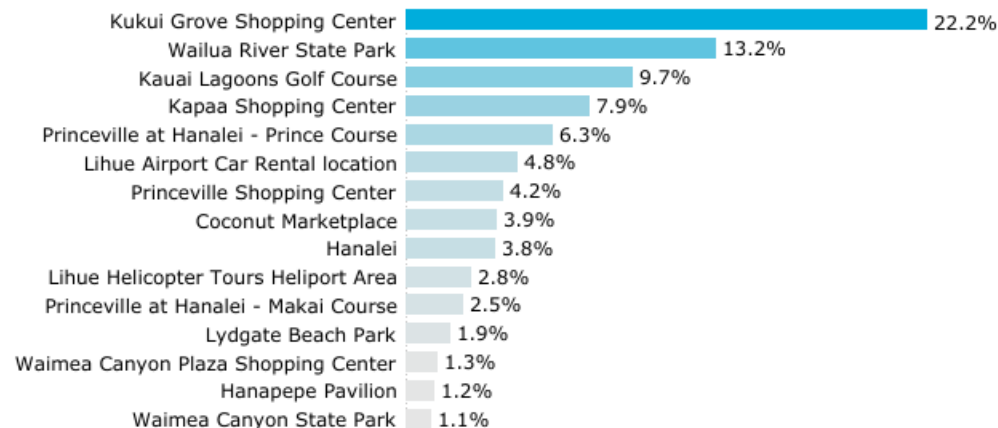 Kukui Grove Shopping Center 22.2%
Wailua River State Park 13.2%
Kauai Lagoons Golf Course 9.7%
Kapaa Shopping Center 7.9%
Princeville at Hanalei - Prince Course 6.3%
Lihue Airport Car Rental location 4.8%
Princeville Shopping Center 4.2%
Coconut Marketplace 3.9%
Hanalei 3.8%
Lihue Helicopter Tours Heliport Area 2.8%
Princeville at Hanalei - Makai Course 2.5%
Lydgate Beach Park 1.9%
Waimea Canyon Plaza Shopping Center 1.3%
Hanapepe Pavilion 1.2%
Waimea Canyon State Park 1.1%